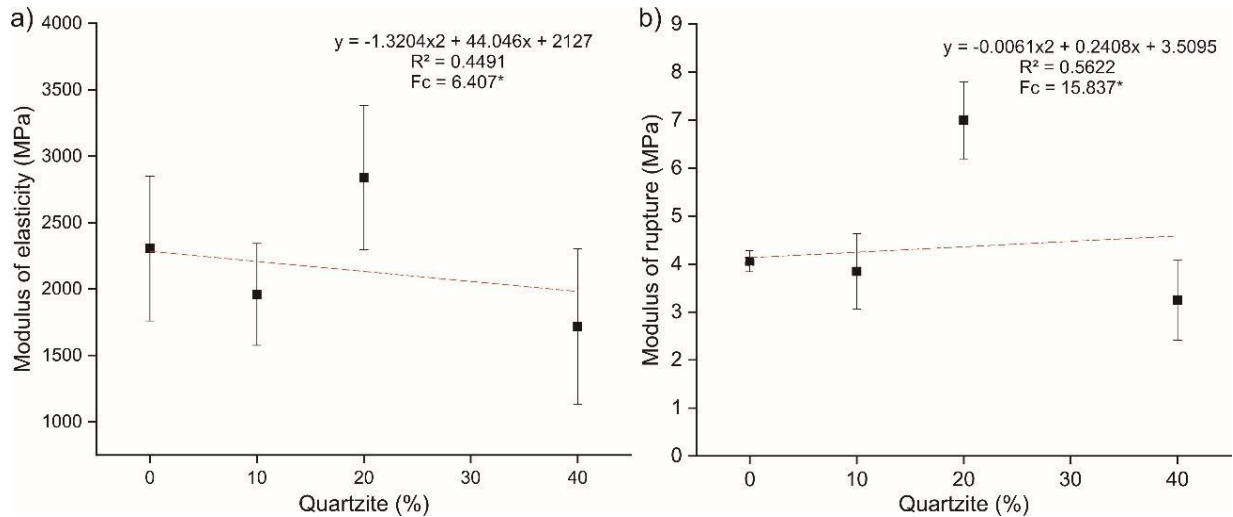 a)
y = -1.3204x2 + 44.046x + 2127
R² = 0.4491
Fc = 6.407*
Modulus of elasticity (MPa)
4000
3500
3000
2500
2000
1500
1000
0 10 20 30 40
Quartzite (%)
b)
y = -0.0061x2 + 0.2408x + 3.5095
R² = 0.5622
Fc = 15.837*
Modulus of rupture (MPa)
9
8
7
6
5
4
3
2
1
0
0 10 20 30 40
Quartzite (%)